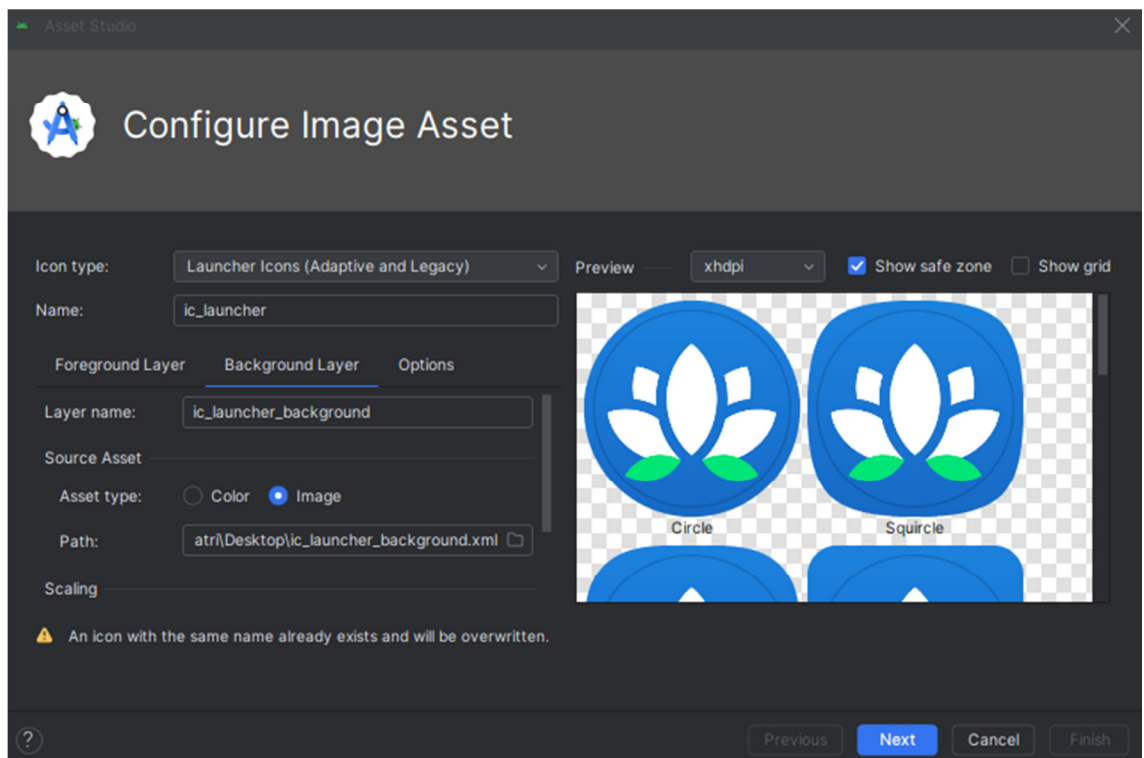 Asset Studio
Configure Image Asset
Icon type: Launcher Icons (Adaptive and Legacy)
Name: ic_launcher
Foreground Layer Background Layer Options
Layer name: ic_launcher_background
Source Asset
Asset type: Color Image
Path: atri\Desktop\ic_launcher_background.xml
Scaling
An icon with the same name already exists and will be overwritten.
Preview xhdpi Show safe zone Show grid
Circle Squircle
? Previous Next Cancel Finish